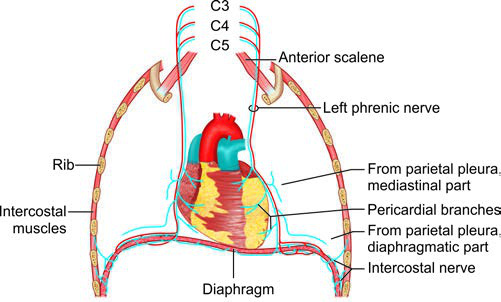 C3
C4
C5
Anterior scalene
Left phrenic nerve
Rib
From parietal pleura,
mediastinal part
Intercostal
muscles
Pericardial branches
From parietal pleura,
diaphragmatic part
Intercostal nerve
Diaphragm